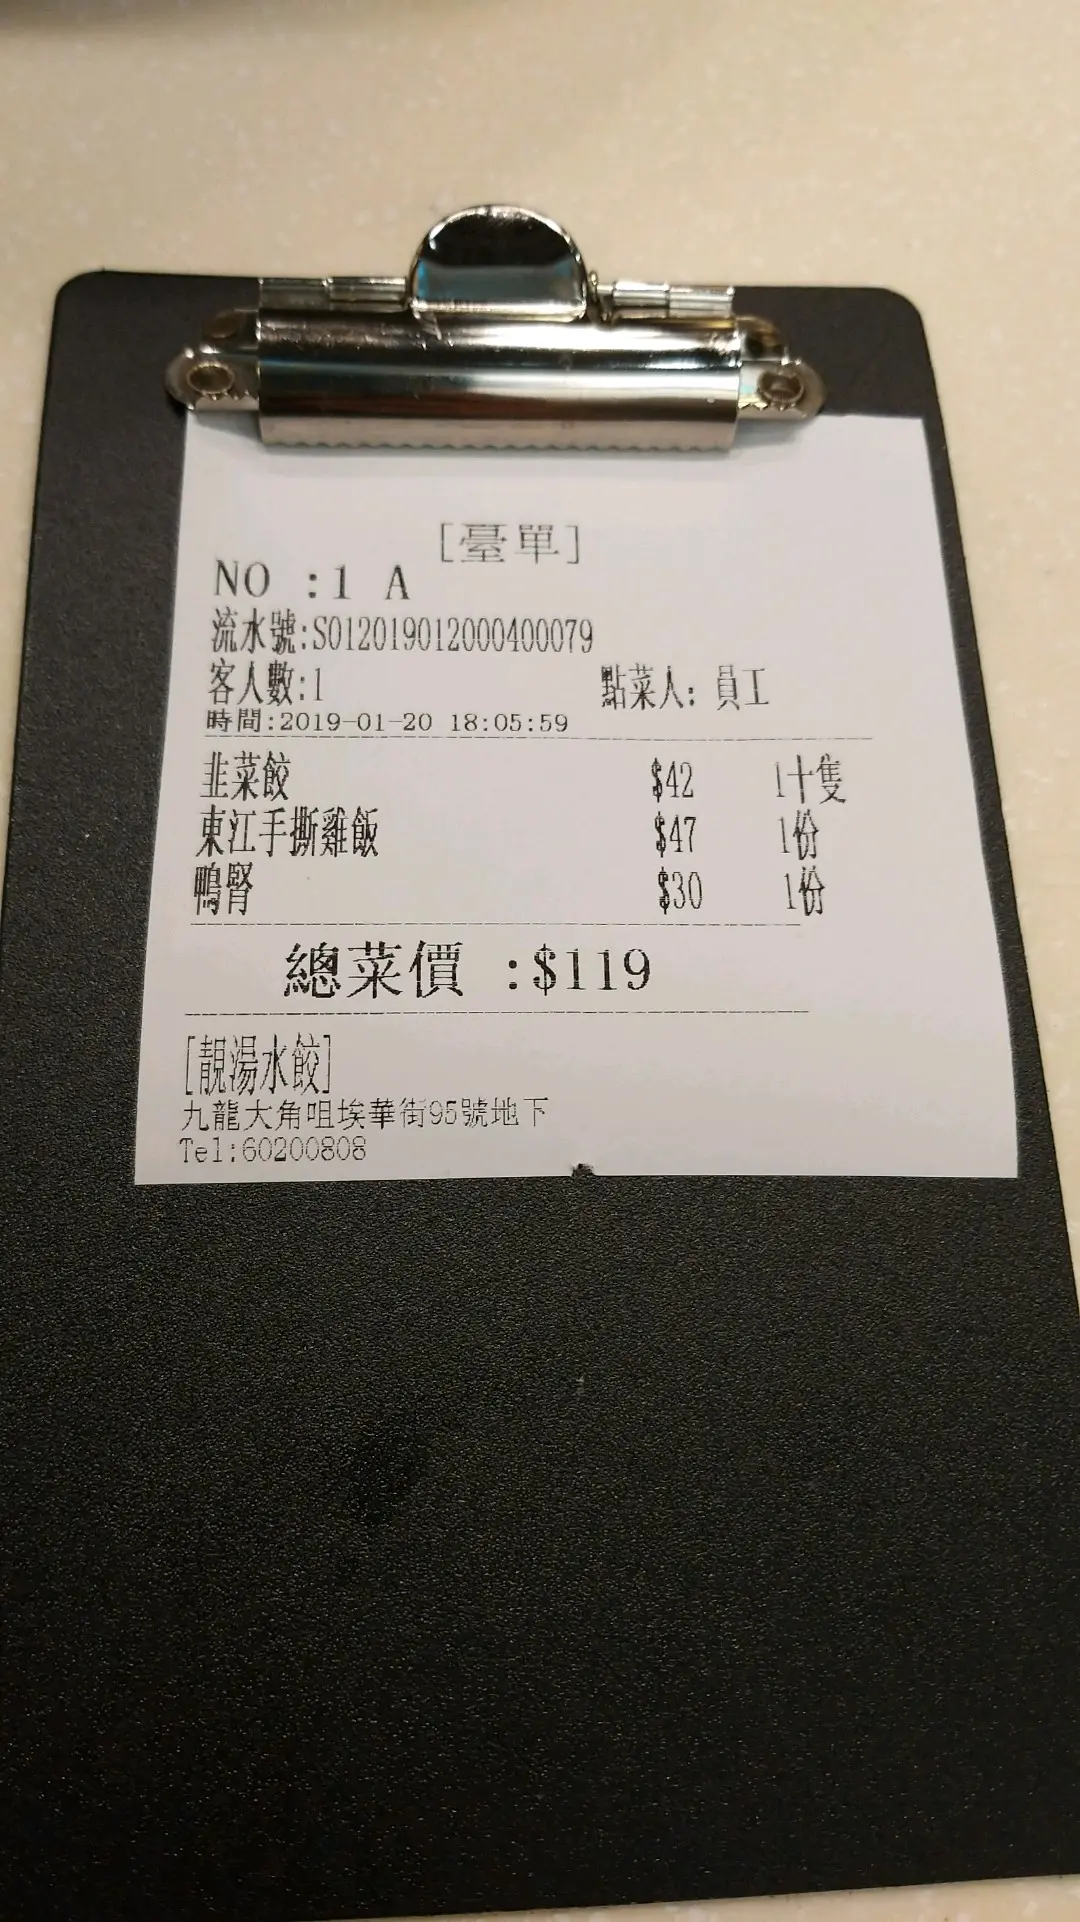 [臺單]
NO :1 A
流水號:S012019012000400079
客人數:1 點菜人: 員工
時間:2019-01-20 18:05:59
韭菜餃 $42 1十隻
東江手撕雞飯 $47 1份
鴨腎 $30 1份
總菜價 :$119
[靚湯水餃]
九龍大角咀埃華街95號地下
Tel:60200808